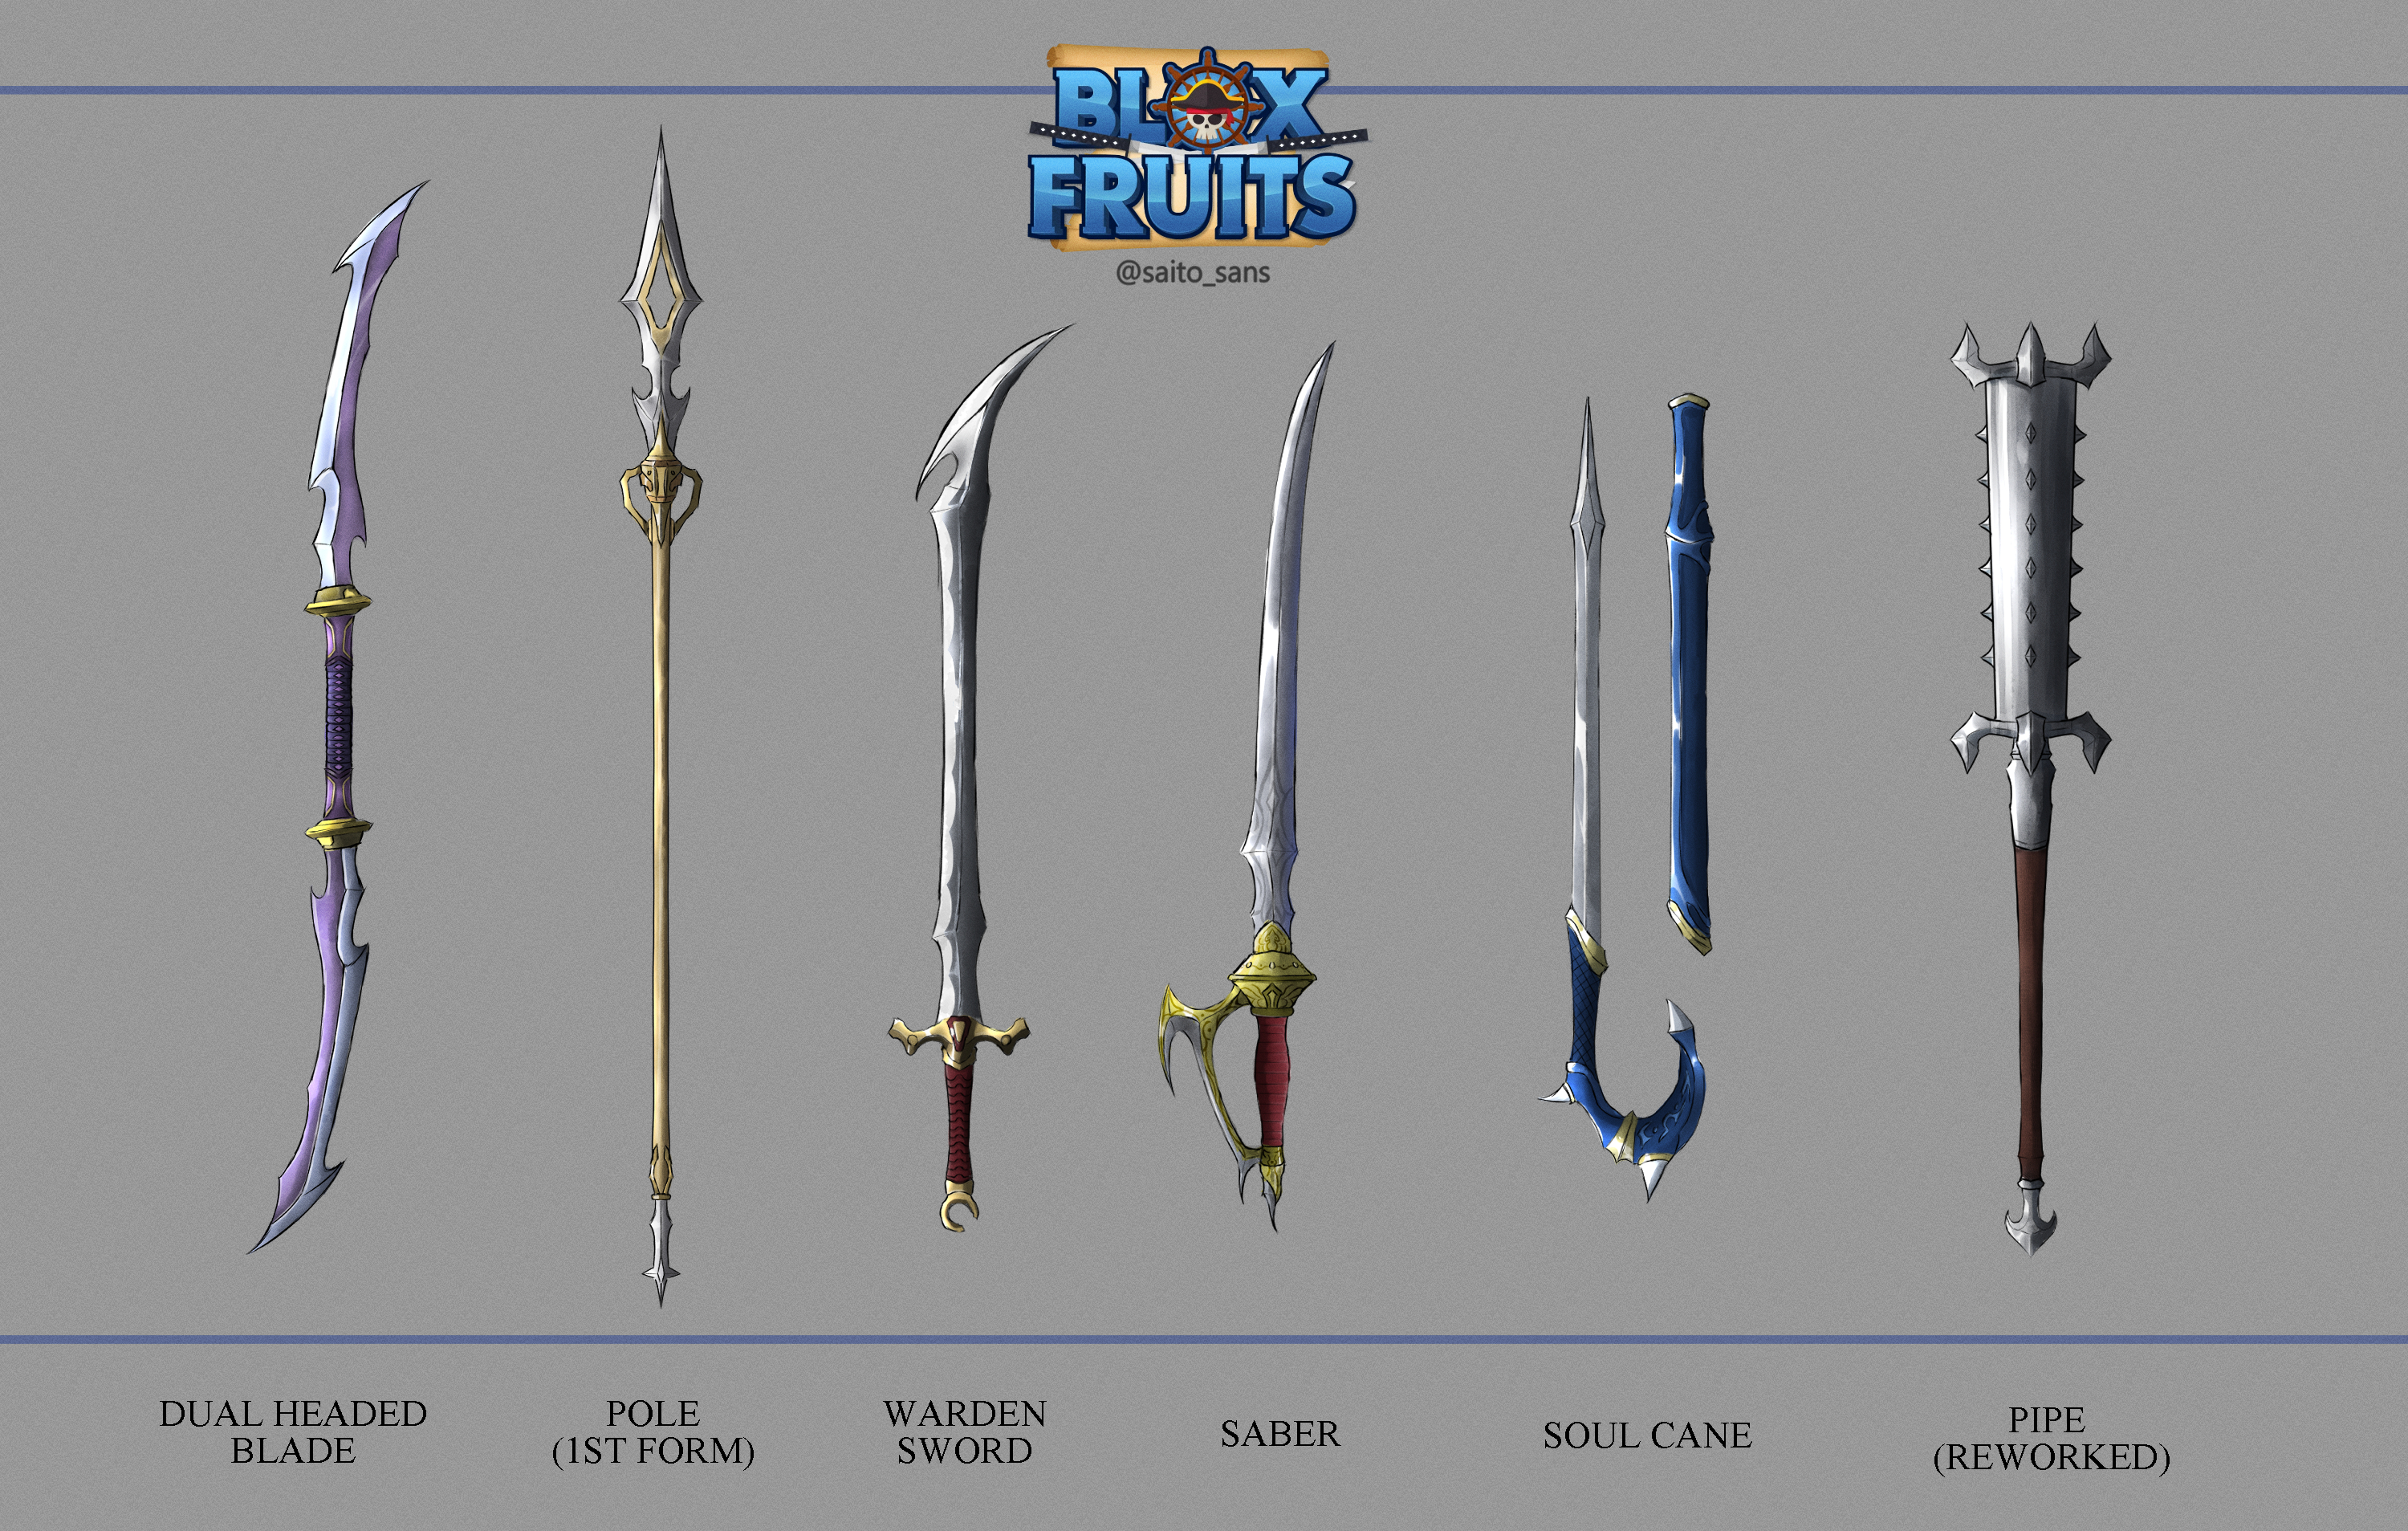 BLOX
FRUITS
@saito_sans
DUAL HEADED
BLADE
POLE
(1ST FORM)
WARDEN
SWORD
SABER
SOUL CANE
PIPE
(REWORKED)